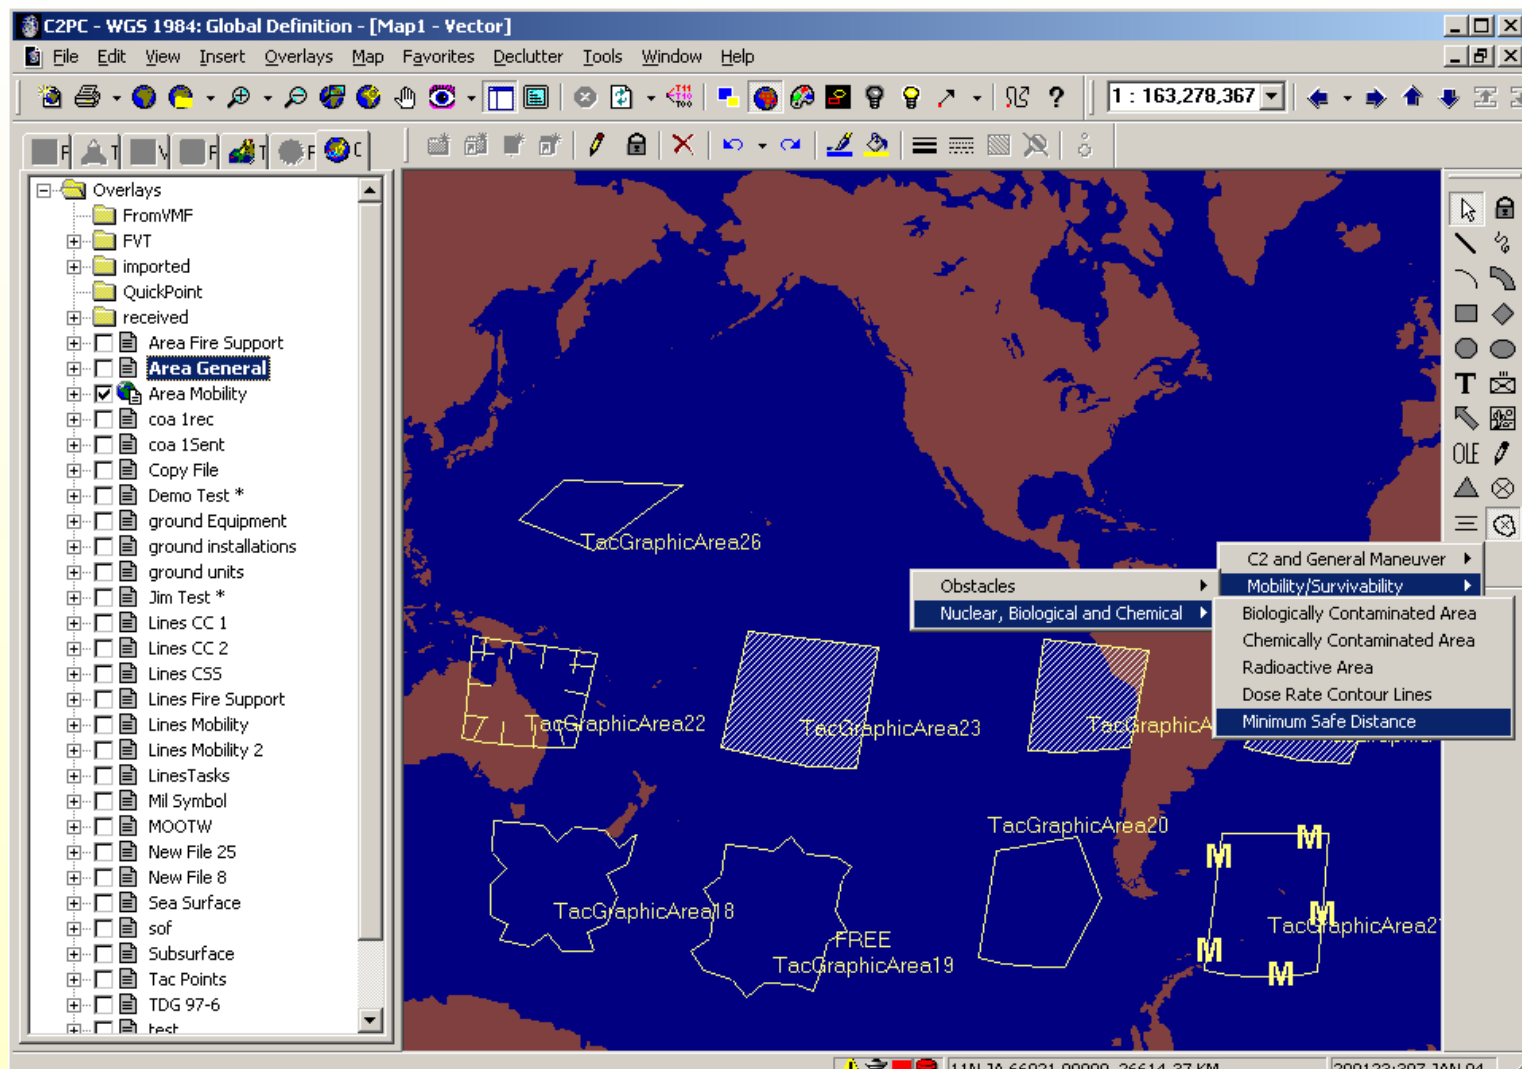 C2PC - WGS 1984: Global Definition - [Map1 - Vector]
File Edit View Insert Overlays Map Favorites Declutter Tools Window Help
1 : 163,278,367
F T V F T F C
Overlays
FromVMF
FVT
imported
QuickPoint
received
Area Fire Support
Area General
Area Mobility
coa 1rec
coa 1Sent
Copy File
Demo Test *
ground Equipment
ground installations
ground units
Jim Test *
Lines CC 1
Lines CC 2
Lines CSS
Lines Fire Support
Lines Mobility
Lines Mobility 2
LinesTasks
Mil Symbol
MOOTW
New File 25
New File 8
Sea Surface
sof
Subsurface
Tac Points
TDG 97-6
test
TacGraphicArea26
C2 and General Maneuver
Mobility/Survivability
Obstacles
Nuclear, Biological and Chemical
Biologically Contaminated Area
Chemically Contaminated Area
Radioactive Area
Dose Rate Contour Lines
Minimum Safe Distance
TacGraphicArea22
TacGraphicArea23
TacGraphicA
TacGraphicArea20
TacGraphicArea18
FREE
TacGraphicArea19
M M
M M
M
TacGraphicArea2
T
OLE